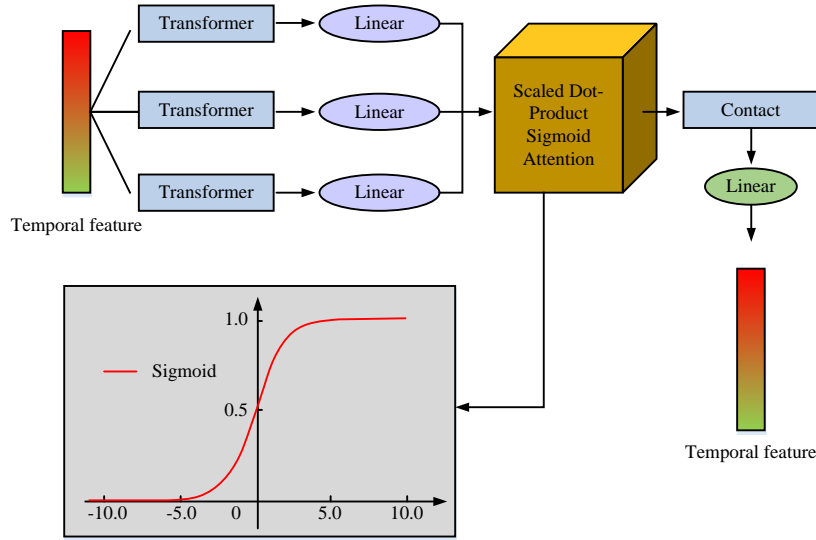 Transformer
Linear
Transformer
Linear
Transformer
Linear
Temporal feature
Scaled Dot-
Product
Sigmoid
Attention
Contact
Linear
Temporal feature
1.0
Sigmoid
0.5
-10.0 -5.0 0 5.0 10.0